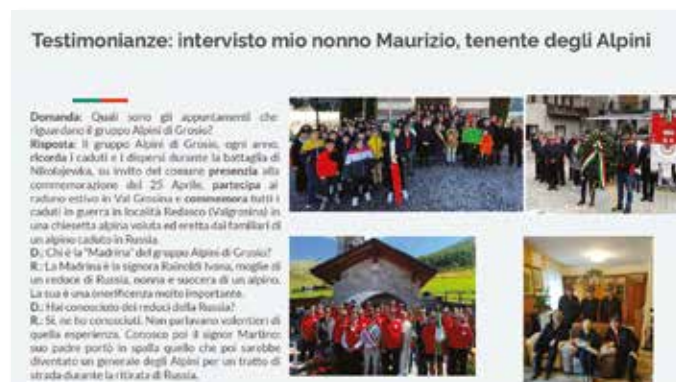 Testimonianze: intervisto mio nonno Maurizio, tenente degli Alpini
Domanda: Quali sono gli appuntamenti che
riguardano il gruppo Alpini di Grosio?
Risposta: Il gruppo Alpini di Grosio, ogni anno,
ricorda i caduti e i dispersi durante la battaglia di
Nikolajewka, su invito del comune presenzia alla
commemorazione del 25 Aprile, partecipa al
raduno estivo in Val Grosina e commemora tutti i
caduti in guerra in località Redasco (Valgrosina) in
una chiesetta alpina voluta ed eretta dai familiari di
un alpino caduto in Russia.
D.: Chi è la "Madrina" del gruppo Alpini di Grosio?
R.: La Madrina è la signora Rainoldi Ivona, moglie di
un reduce di Russia, nonna e suocera di un alpino.
La sua è una onorificenza molto importante.
D.: Hai conosciuto dei reduci della Russia?
R.: Sì, ne ho conosciuti. Non parlavano volentieri di
quella esperienza. Conosco poi il signor Martino:
suo padre portò in spalla quello che poi sarebbe
diventato un generale degli Alpini per un tratto di
strada durante la ritirata di Russia.